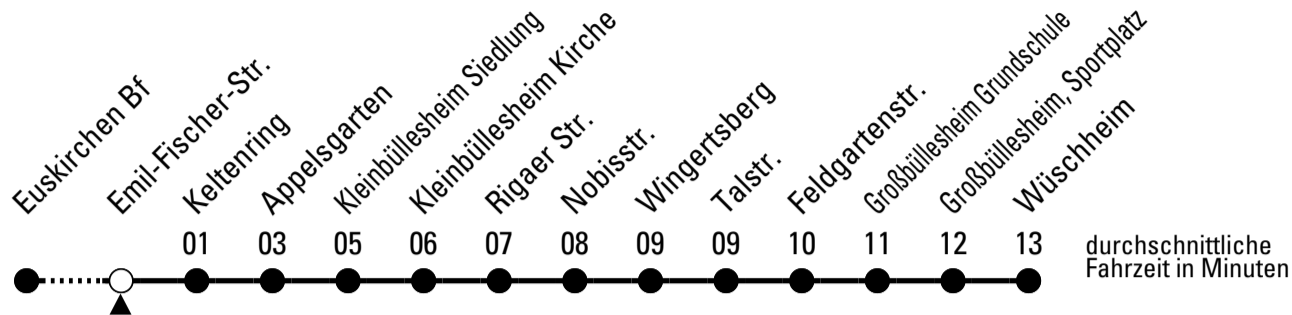 Euskirchen Bf
Emil-Fischer-Str.
Keltenring
Appelsgarten
Kleinbüllesheim Siedlung
Kleinbüllesheim Kirche
Rigaer Str.
Nobisstr.
Wingertsberg
Talstr.
Feldgartenstr.
Großbüllesheim Grundschule
Großbüllesheim, Sportplatz
Wüschheim
01 03 05 06 07 08 09 09 10 11 12 13
durchschnittliche
Fahrzeit in Minuten